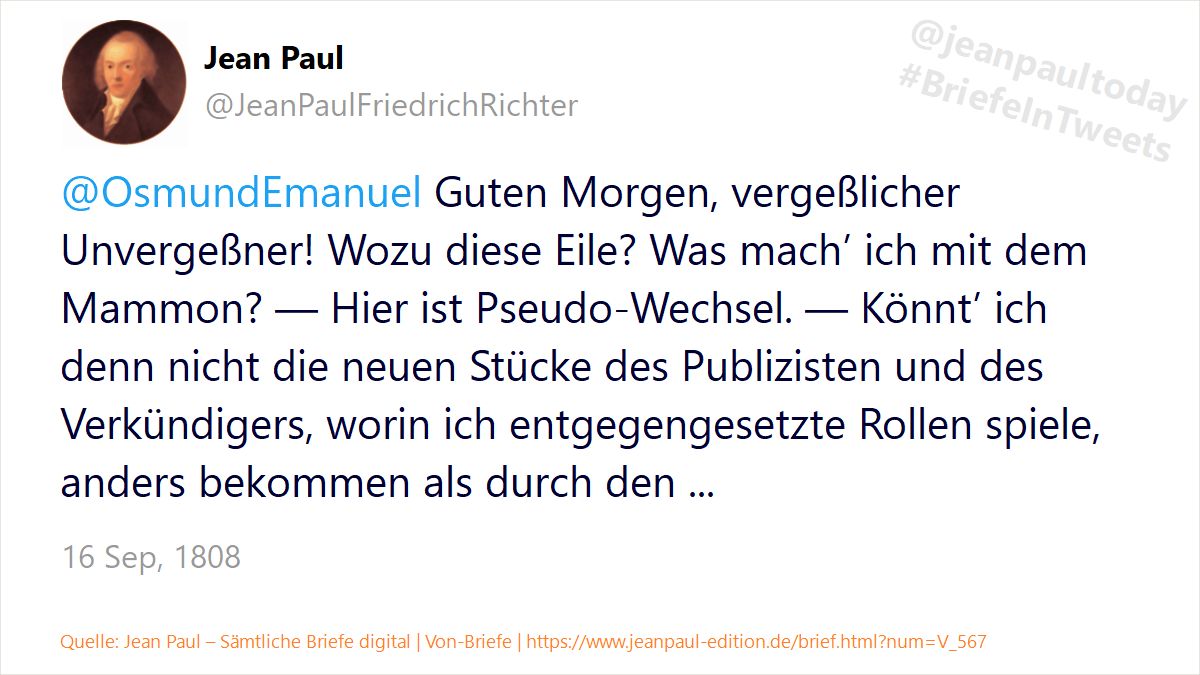 Jean Paul
@JeanPaulFriedrichRichter
@jeanpaultoday
#BriefeInTweets
@OsmundEmanuel Guten Morgen, vergeßlicher
Unvergeßner! Wozu diese Eile? Was mach’ ich mit dem
Mammon? — Hier ist Pseudo-Wechsel. — Könnt’ ich
denn nicht die neuen Stücke des Publizisten und des
Verkündigers, worin ich entgegengesetzte Rollen spiele,
anders bekommen als durch den ...
16 Sep, 1808
Quelle: Jean Paul – Sämtliche Briefe digital | Von-Briefe | https://www.jeanpaul-edition.de/brief.html?num=V_567